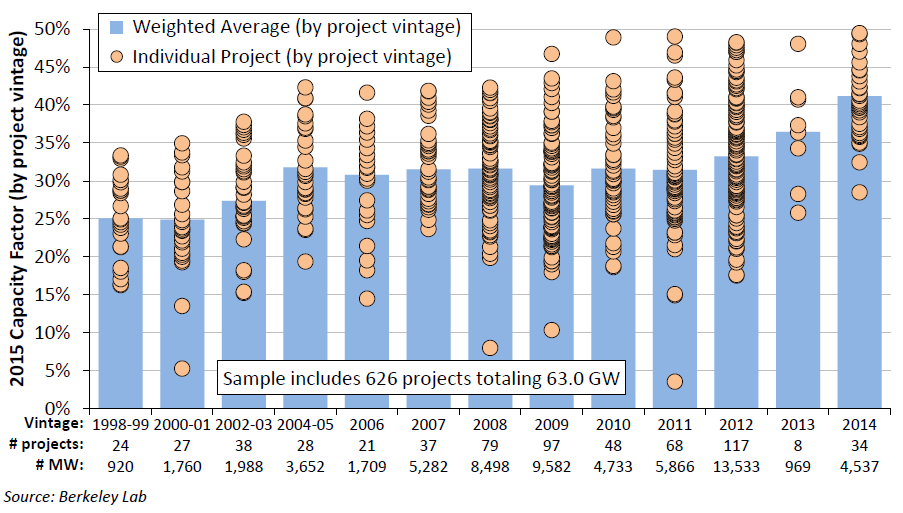 2015 Capacity Factor (by project vintage)
50%
45%
40%
35%
30%
25%
20%
15%
10%
5%
0%
Weighted Average (by project vintage)
Individual Project (by project vintage)
Sample includes 626 projects totaling 63.0 GW
Vintage: 1998-99 2000-01 2002-03 2004-05 2006 2007 2008 2009 2010 2011 2012 2013 2014
# projects: 24 27 38 28 21 37 79 97 48 68 117 8 34
# MW: 920 1,760 1,988 3,652 1,709 5,282 8,498 9,582 4,733 5,866 13,533 969 4,537
Source: Berkeley Lab